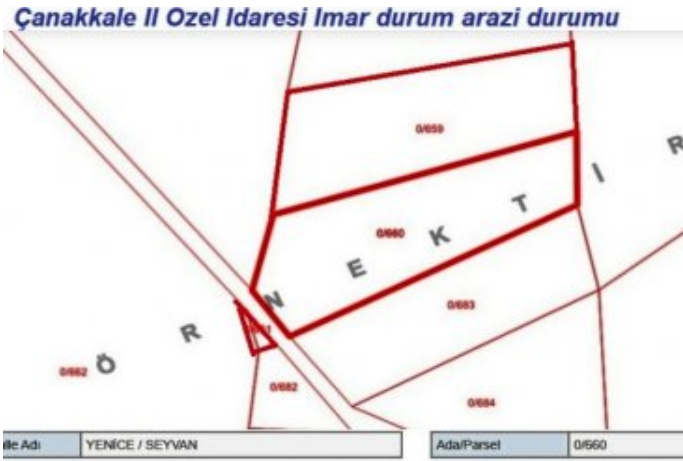 Çanakkale Il Ozel Idaresi Imar durum arazi durumu
0/659
0/660
0/683
0/662
0/682
0/684
ÖRNEKTİR
Adı YENİCE / SEYVAN
Ada/Parsel 0/660